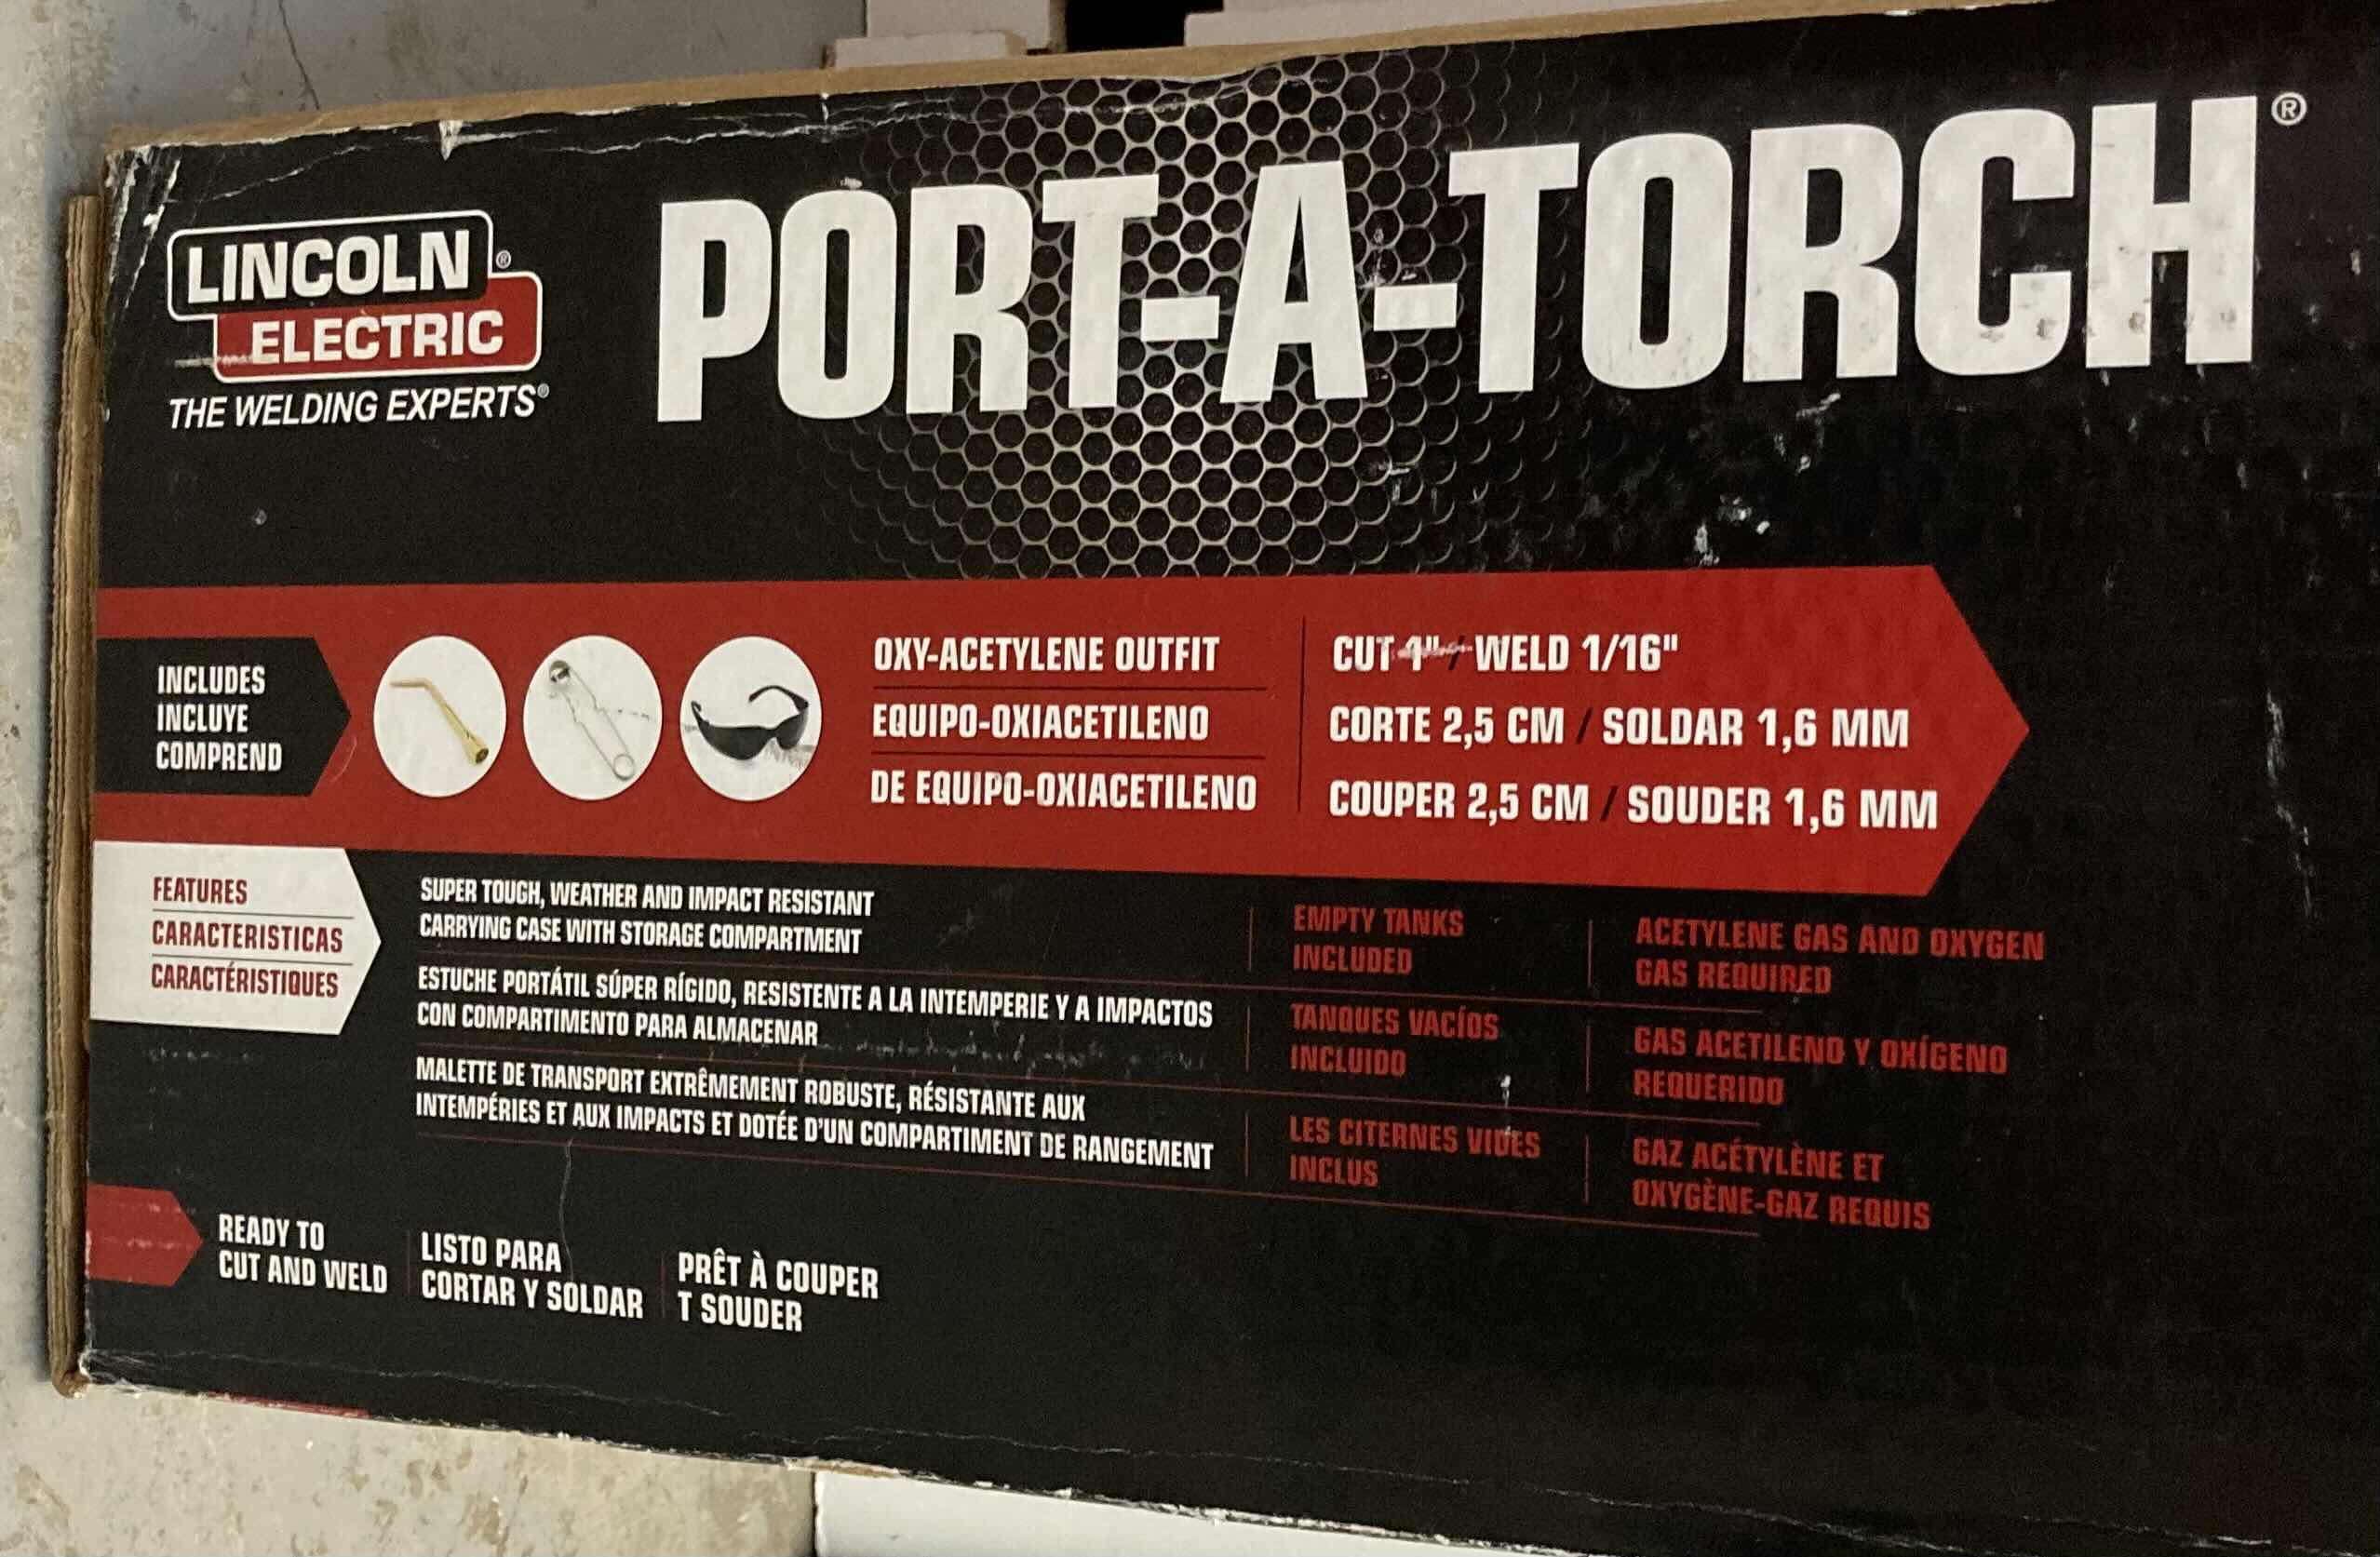 LINCOLN®
ELECTRIC
THE WELDING EXPERTS®
PORT-A-TORCH®
INCLUDES
INCLUYE
COMPREND
OXY-ACETYLENE OUTFIT
EQUIPO-OXIACETILENO
DE EQUIPO-OXIACETILENO
CUT 1" / WELD 1/16"
CORTE 2,5 CM / SOLDAR 1,6 MM
COUPER 2,5 CM / SOUDER 1,6 MM
FEATURES
CARACTERISTICAS
CARACTÉRISTIQUES
SUPER TOUGH, WEATHER AND IMPACT RESISTANT
CARRYING CASE WITH STORAGE COMPARTMENT
ESTUCHE PORTÁTIL SÚPER RÍGIDO, RESISTENTE A LA INTEMPERIE Y A IMPACTOS
CON COMPARTIMENTO PARA ALMACENAR
MALETTE DE TRANSPORT EXTRÊMEMENT ROBUSTE, RÉSISTANTE AUX
INTEMPÉRIES ET AUX IMPACTS ET DOTÉE D'UN COMPARTIMENT DE RANGEMENT
EMPTY TANKS
INCLUDED
TANQUES VACÍOS
INCLUIDO
LES CITERNES VIDES
INCLUS
ACETYLENE GAS AND OXYGEN
GAS REQUIRED
GAS ACETILENO Y OXÍGENO
REQUERIDO
GAZ ACÉTYLÈNE ET
OXYGÈNE-GAZ REQUIS
READY TO
CUT AND WELD
LISTO PARA
CORTAR Y SOLDAR
PRÊT À COUPER
T SOUDER